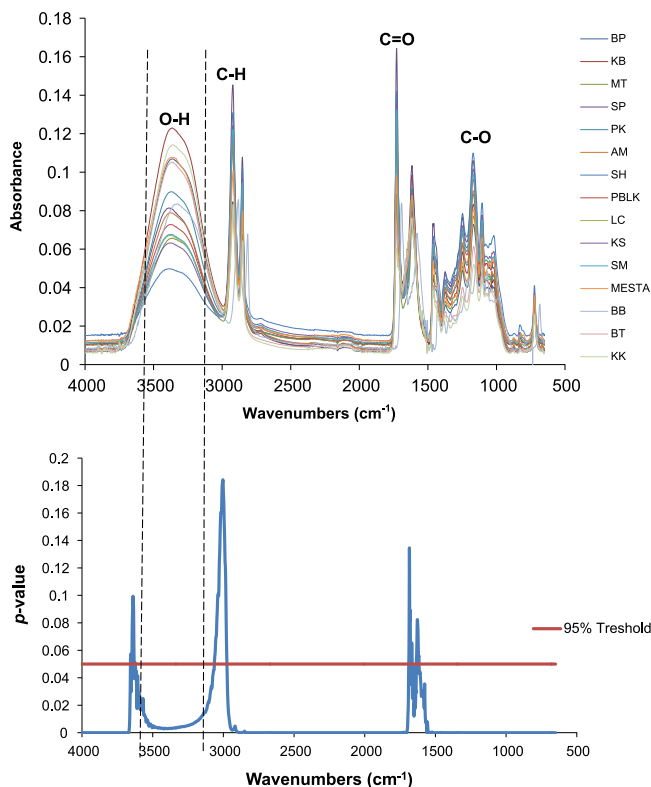 0.18
0.16
0.14
0.12
0.1
0.08
0.06
0.04
0.02
0
Absorbance
O-H
C-H
C=O
C-O
4000 3500 3000 2500 2000 1500 1000 500
Wavenumbers (cm⁻¹)
BP
KB
MT
SP
PK
AM
SH
PBLK
LC
KS
SM
MESTA
BB
BT
KK
0.2
0.18
0.16
0.14
0.12
0.1
0.08
0.06
0.04
0.02
0
p-value
95% Treshold
4000 3500 3000 2500 2000 1500 1000 500
Wavenumbers (cm⁻¹)